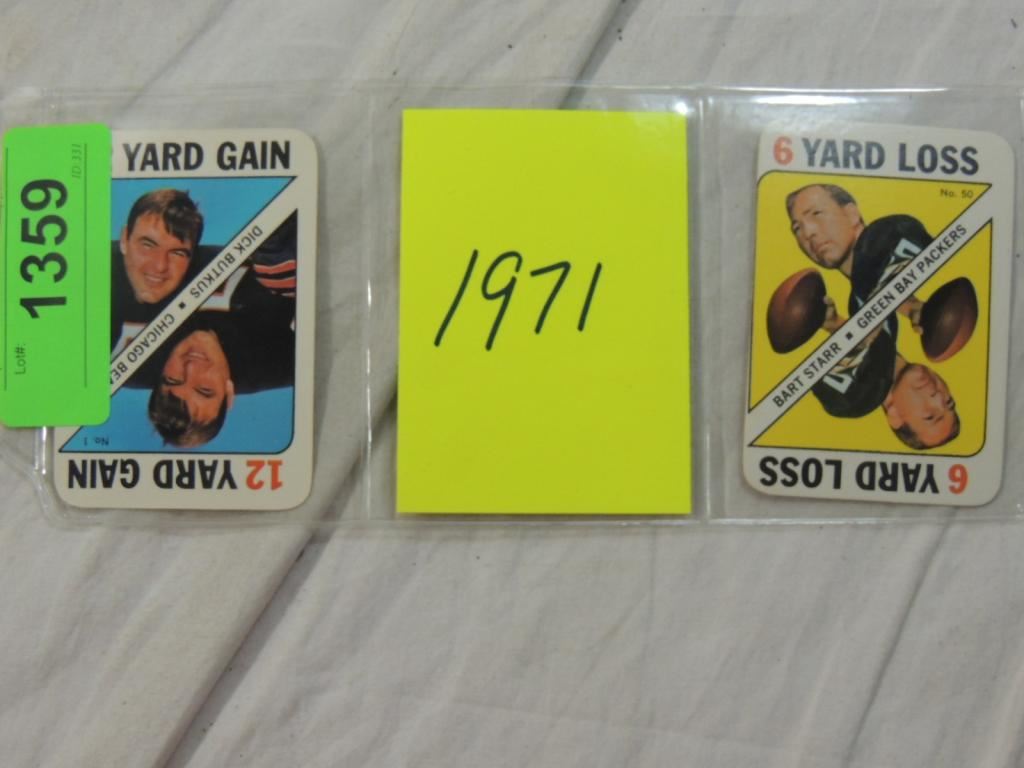 Lot#: 1359 ID:331
YARD GAIN
DICK BUTKUS ▪ CHICAGO BEA
No. 1
12 YARD GAIN
1971
6 YARD LOSS
No. 50
BART STARR ▪ GREEN BAY PACKERS
6 YARD LOSS